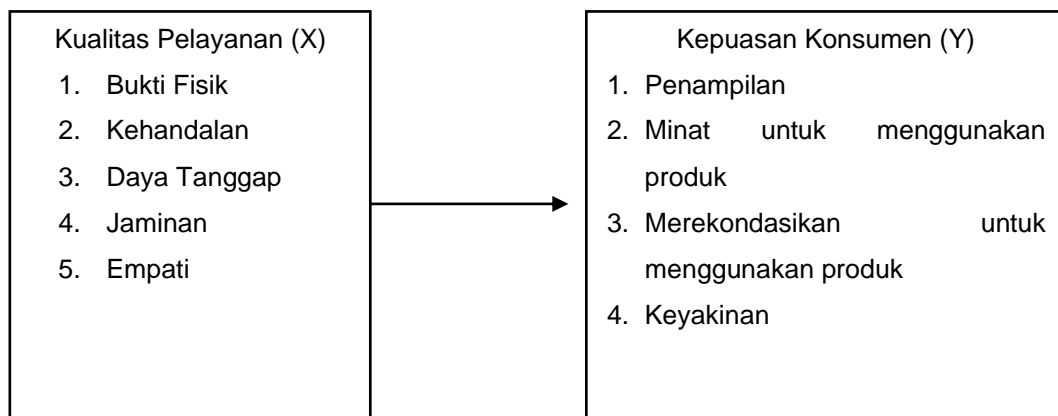 Kualitas Pelayanan (X)
1. Bukti Fisik
2. Kehandalan
3. Daya Tanggap
4. Jaminan
5. Empati
Kepuasan Konsumen (Y)
1. Penampilan
2. Minat untuk menggunakan
produk
3. Merekondasikan untuk
menggunakan produk
4. Keyakinan